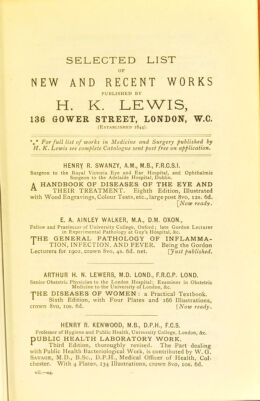 SELECTED LIST
OF
NEW AND RECENT WORKS
PUBLISHED BY
H. K. LEWIS,
136 GOWER STREET, LONDON, W.C.
(ESTABLISHED 1844).
*** For full list of works in Medicine and Surgery published by
H. K. Lewis see complete Catalogue sent post free on application.
HENRY R. SWANZY, A.M., M.B., F.R.C.S.I.
Surgeon to the Royal Victoria Eye and Ear Hospital, and Ophthalmic
Surgeon to the Adelaide Hospital, Dublin.
A HANDBOOK OF DISEASES OF THE EYE AND
THEIR TREATMENT. Eighth Edition, Illustrated
with Wood Engravings, Colour Tests, etc., large post 8vo, 12s. 6d.
[Now ready.
E. A. AINLEY WALKER, M.A., D.M. OXON.,
Fellow and Praelector of University College, Oxford; late Gordon Lecturer
in Experimental Pathology at Guy's Hospital, &c.
THE GENERAL PATHOLOGY OF INFLAMMA-
TION, INFECTION, AND FEVER. Being the Gordon
Lectures for 1902, crown 8vo, 4s. 6d. net. [Just published.
ARTHUR H. N. LEWERS, M.D. LOND., F.R.C.P. LOND.
Senior Obstetric Physician to the London Hospital; Examiner in Obstetric
Medicine to the University of London, &c.
THE DISEASES OF WOMEN: a Practical Textbook.
Sixth Edition, with Four Plates and 166 Illustrations,
crown 8vo, 10s. 6d. [Now ready.
HENRY R. KENWOOD, M.B., D.P.H., F.C.S.
Professor of Hygiene and Public Health, University College, London, &c.
PUBLIC HEALTH LABORATORY WORK.
Third Edition, thoroughly revised. The Part dealing
with Public Health Bacteriological Work, is contributed by W. G.
SAVAGE, M.D., B.Sc., D.P.H., Medical Officer of Health, Col-
chester. With 4 Plates, 134 Illustrations, crown 8vo, 10s. 6d.